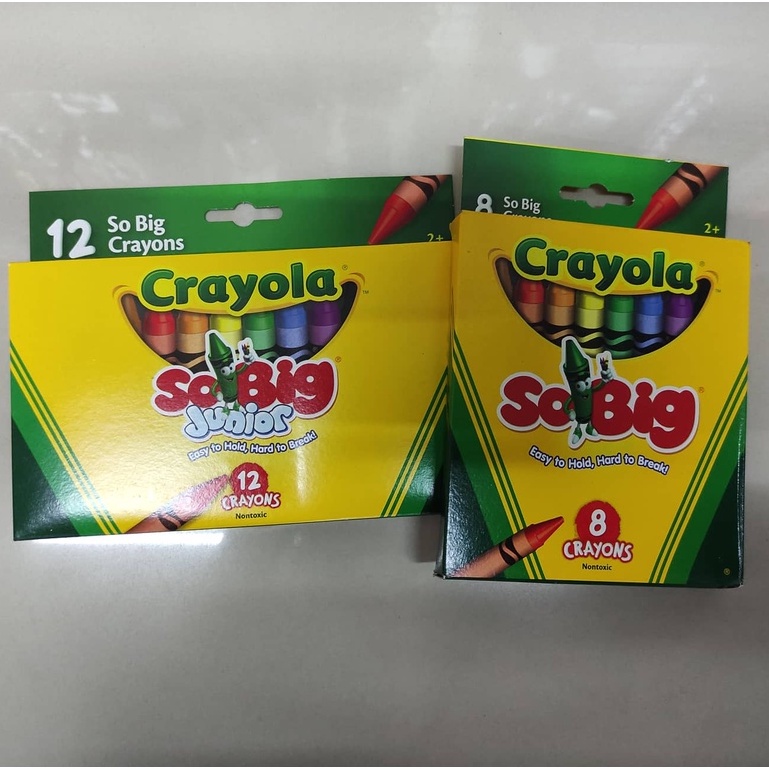 12 So Big
Crayons
2+
Crayola
So Big
Junior
Easy to Hold, Hard to Break!
12
CRAYONS
Nontoxic
8 So Big
Crayons
2+
Crayola
So Big
Easy to Hold, Hard to Break!
8
CRAYONS
Nontoxic